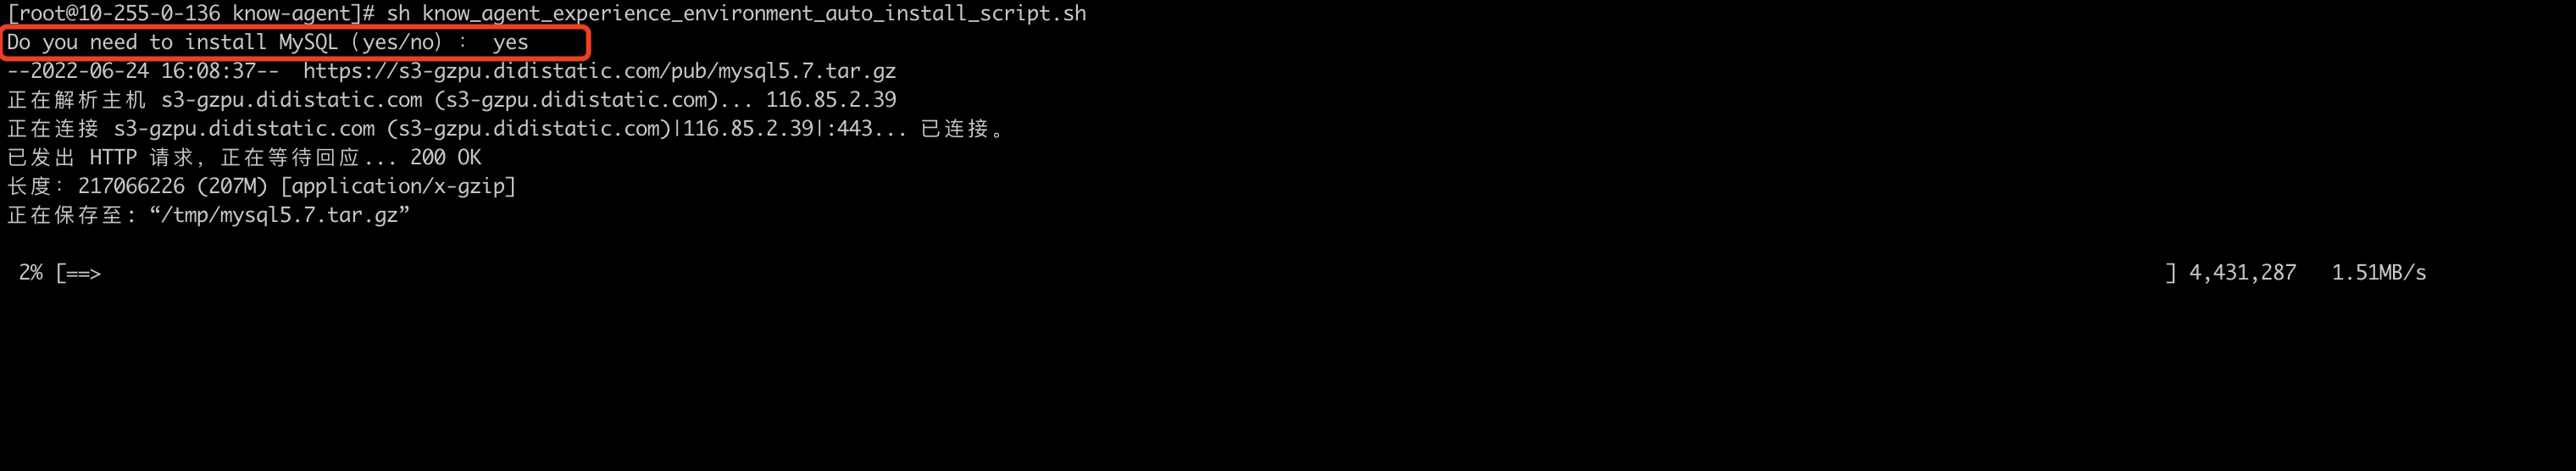 [root@10-255-0-136 know-agent]# sh know_agent_experience_environment_auto_install_script.sh
Do you need to install MySQL（yes/no）： yes
--2022-06-24 16:08:37--  https://s3-gzpu.didistatic.com/pub/mysql5.7.tar.gz
正在解析主机 s3-gzpu.didistatic.com (s3-gzpu.didistatic.com)... 116.85.2.39
正在连接 s3-gzpu.didistatic.com (s3-gzpu.didistatic.com)|116.85.2.39|:443... 已连接。
已发出 HTTP 请求，正在等待回应... 200 OK
长度：217066226 (207M) [application/x-gzip]
正在保存至: “/tmp/mysql5.7.tar.gz”
2% [==> ] 4,431,287   1.51MB/s